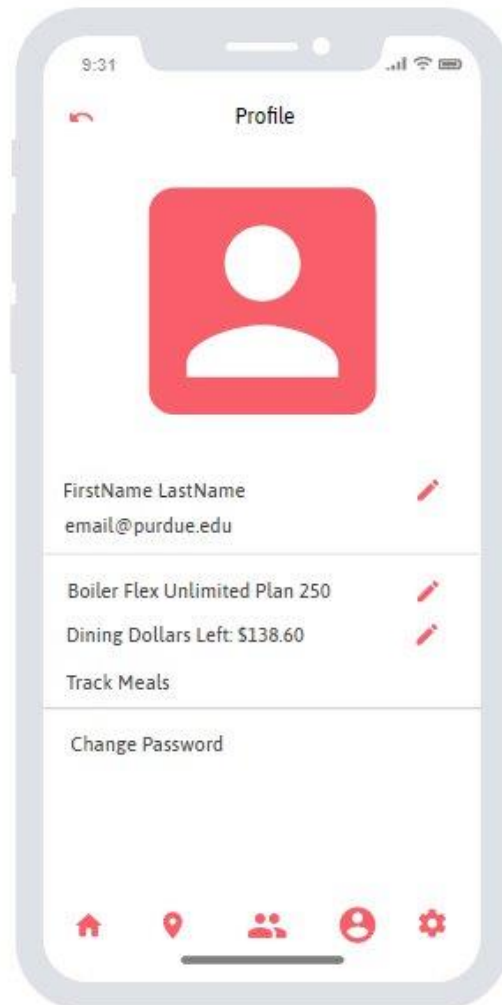 9:31
Profile
FirstName LastName
email@purdue.edu
Boiler Flex Unlimited Plan 250
Dining Dollars Left: $138.60
Track Meals
Change Password